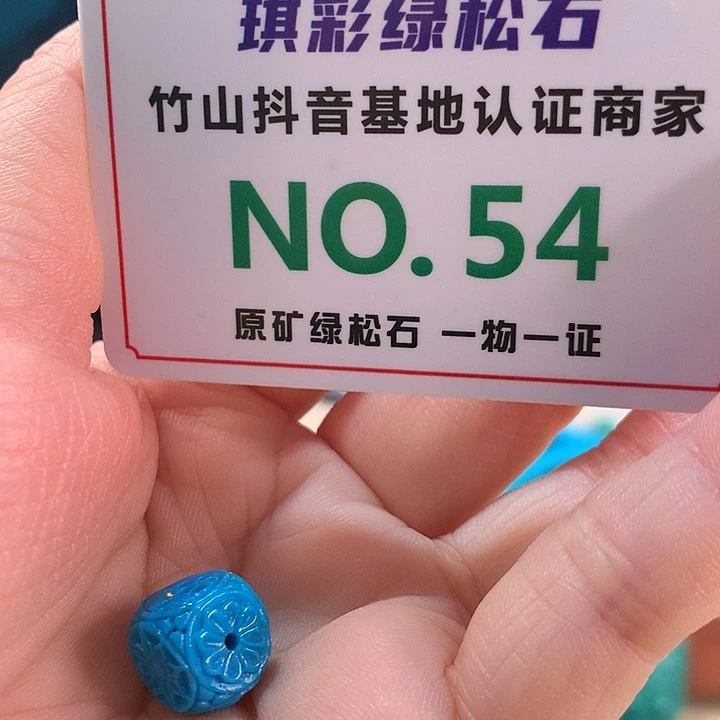 琪彩绿松石
竹山抖音基地认证商家
NO. 54
原矿绿松石 一物一证